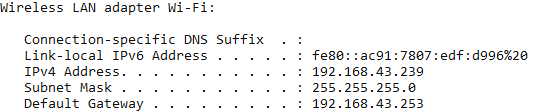 Wireless LAN adapter Wi-Fi:
Connection-specific DNS Suffix  . :
Link-local IPv6 Address . . . . . : fe80::ac91:7807:edf:d996%20
IPv4 Address. . . . . . . . . . . : 192.168.43.239
Subnet Mask . . . . . . . . . . . : 255.255.255.0
Default Gateway . . . . . . . . . : 192.168.43.253